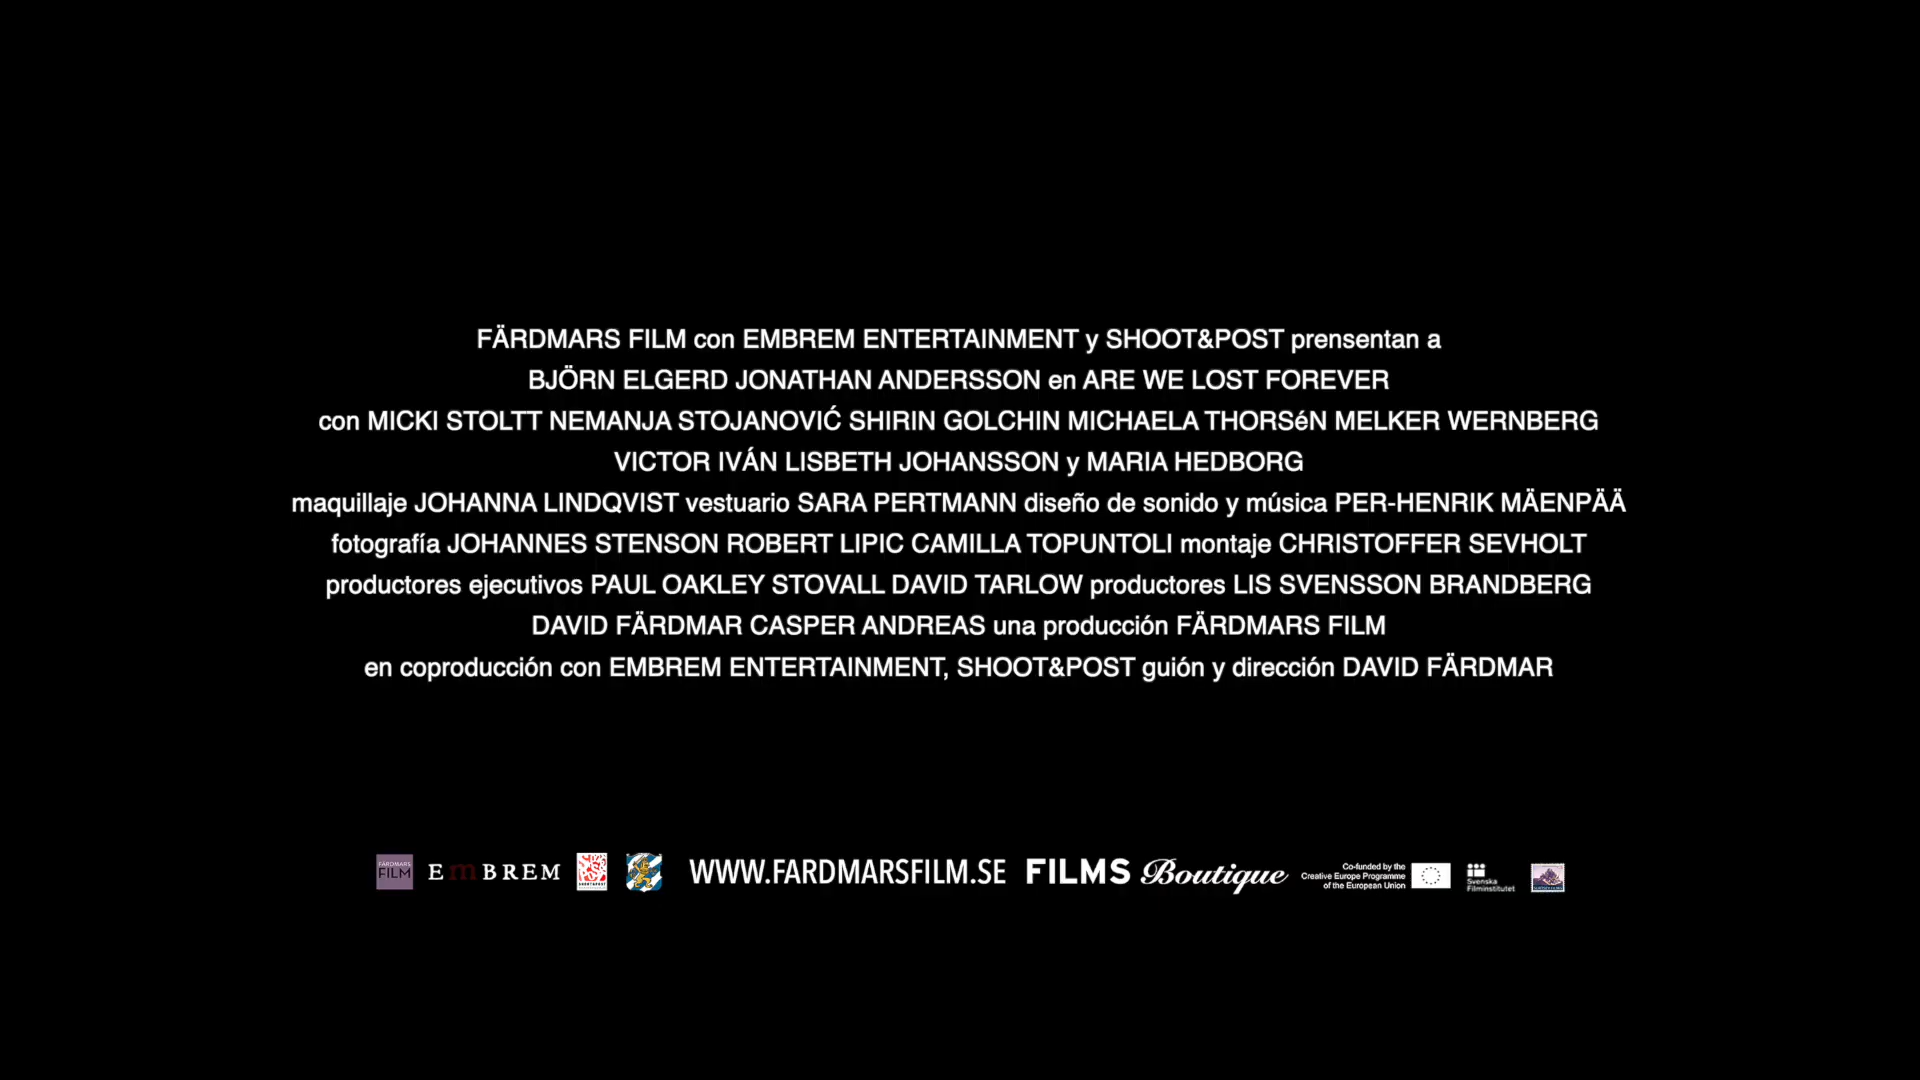 FÄRDMARS FILM con EMBREM ENTERTAINMENT y SHOOT&POST prensentan a
BJÖRN ELGERD JONATHAN ANDERSSON en ARE WE LOST FOREVER
con MICKI STOLTT NEMANJA STOJANOVIĆ SHIRIN GOLCHIN MICHAELA THORSéN MELKER WERNBERG
VICTOR IVÁN LISBETH JOHANSSON y MARIA HEDBORG
maquillaje JOHANNA LINDQVIST vestuario SARA PERTMANN diseño de sonido y música PER-HENRIK MÄENPÄÄ
fotografía JOHANNES STENSON ROBERT LIPIC CAMILLA TOPUNTOLI montaje CHRISTOFFER SEVHOLT
productores ejecutivos PAUL OAKLEY STOVALL DAVID TARLOW productores LIS SVENSSON BRANDBERG
DAVID FÄRDMAR CASPER ANDREAS una producción FÄRDMARS FILM
en coproducción con EMBREM ENTERTAINMENT, SHOOT&POST guión y dirección DAVID FÄRDMAR
FÄRDMARS
FILM
EmBREM
WWW.FARDMARSFILM.SE
FILMS Boutique
Co-funded by the
Creative Europe Programme
of the European Union
Svenska
Filminstitutet